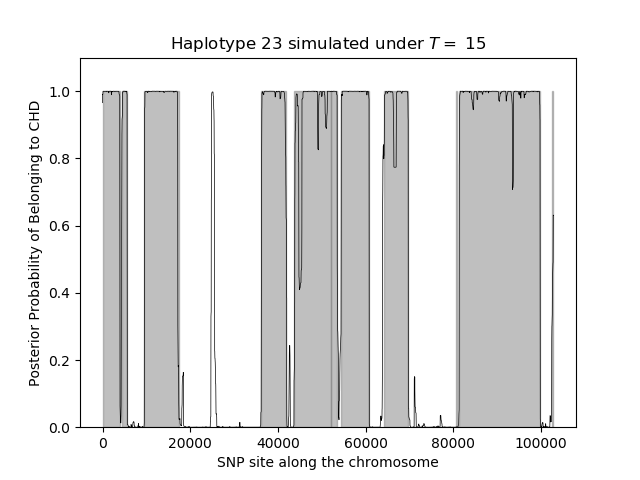 Haplotype 23 simulated under T = 15
Posterior Probability of Belonging to CHD
1.0
0.8
0.6
0.4
0.2
0.0
0 20000 40000 60000 80000 100000
SNP site along the chromosome